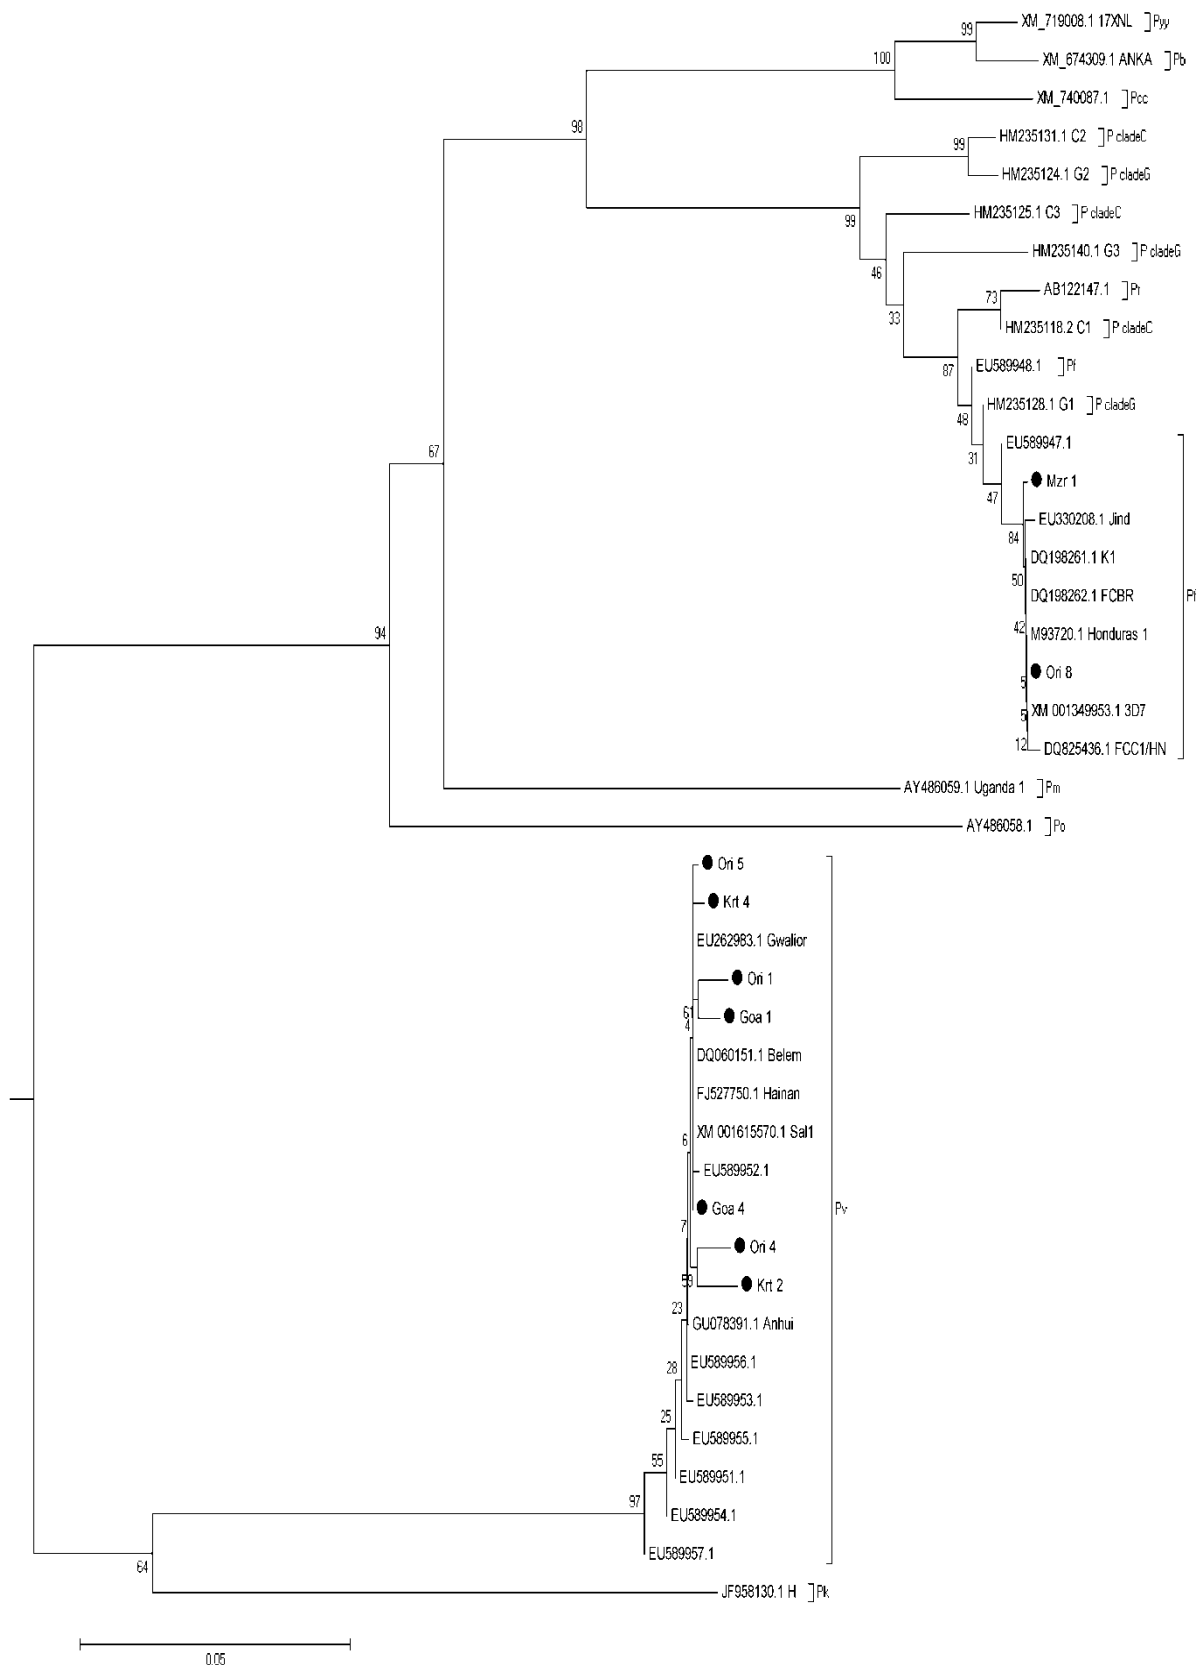 99
XM_719008.1 17XNL ]Pyy
XM_674309.1 ANKA ]Pb
100
XM_740087.1 ]Pcc
98
HM235131.1 C2 ]P cladeC
99
HM235124.1 G2 ]P cladeG
99
HM235125.1 C3 ]P cladeC
46
HM235140.1 G3 ]P cladeG
33
AB122147.1 ]Pr
73
HM235118.2 C1 ]P cladeC
87
EU589948.1 ]Pf
48
HM235128.1 G1 ]P cladeG
31
EU589947.1
67
47
Mzr 1
EU330208.1 Jind
84
DQ198261.1 K1
50
DQ198262.1 FCBR
Pf
42
M93720.1 Honduras 1
94
Ori 8
5
XM 001349953.1 3D7
5
12
DQ825436.1 FCC1/HN
AY486059.1 Uganda 1 ]Pm
AY486058.1 ]Po
Ori 5
Krt 4
EU262983.1 Gwalior
Ori 1
61
Goa 1
4
DQ060151.1 Belem
FJ527750.1 Hainan
XM 001615570.1 Sal1
6
EU589952.1
Goa 4
Pv
7
Ori 4
59
Krt 2
23
GU078391.1 Anhui
EU589956.1
28
EU589953.1
25
EU589955.1
55
EU589951.1
97
EU589954.1
EU589957.1
64
JF958130.1 H ]Pk
0.05